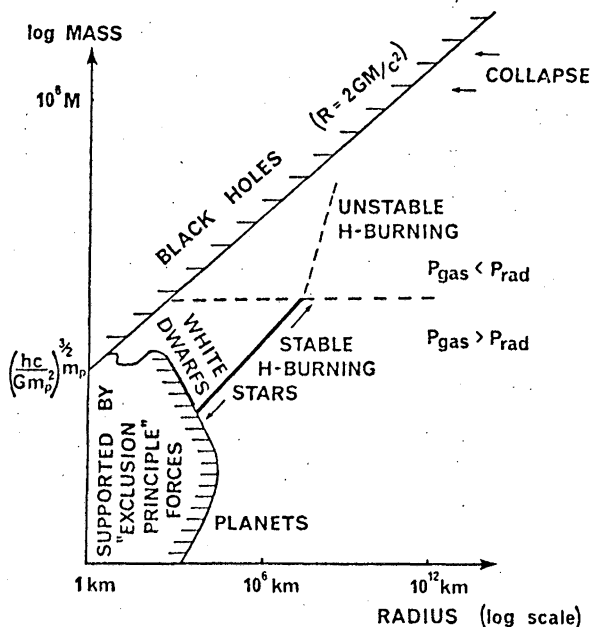 log MASS
10⁸M
(R = 2GM/c²)
COLLAPSE
BLACK HOLES
UNSTABLE
H-BURNING
P_gas < P_rad
P_gas > P_rad
WHITE
DWARFS
STABLE
H-BURNING
STARS
(hc/Gm_p²)^3/2 m_p
SUPPORTED BY
"EXCLUSION
PRINCIPLE"
FORCES
PLANETS
1 km
10⁶ km
10¹² km
RADIUS (log scale)